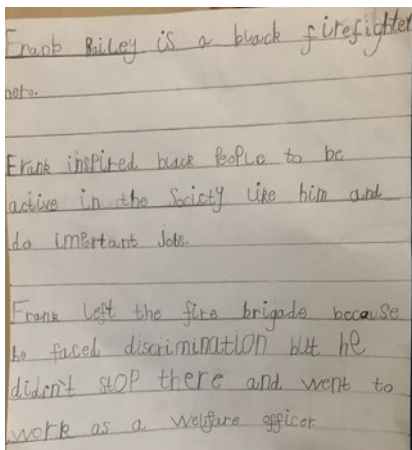 Frank Bailey is a black firefighter
hero.
Frank inspired black people to be
active in the Society like him and
do important jobs.
Frank left the fire brigade because
he faced discrimination but he
didn't stop there and went to
work as a welfare officer.